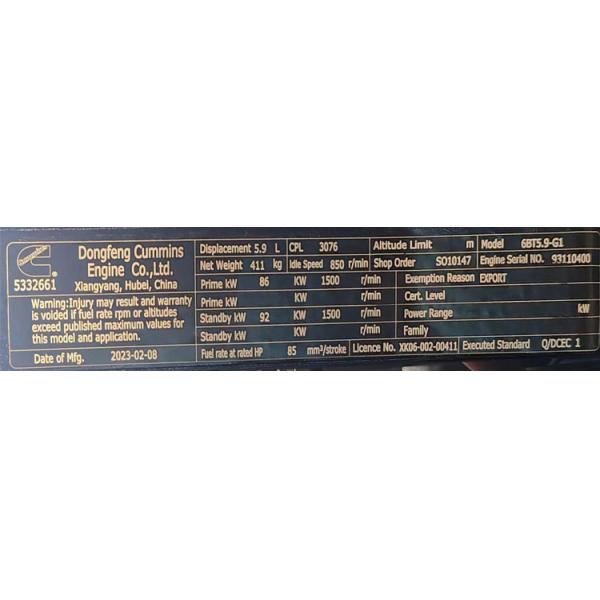 Dongfeng Cummins
Engine Co.,Ltd.
Xiangyang, Hubei, China
5332661
Warning:Injury may result and warranty
is voided if fuel rate rpm or altitudes
exceed published maximum values for
this model and application.
Date of Mfg. 2023-02-08
Displacement 5.9 L CPL 3076 Altitude Limit m Model 6BT5.9-G1
Net Weight 411 kg Idle Speed 850 r/min Shop Order SO10147 Engine Serial NO. 93110400
Prime kW 86 KW 1500 r/min Exemption Reason EXPORT
Prime kW KW r/min Cert. Level
Standby kW 92 KW 1500 r/min Power Range kW
Standby kW KW r/min Family
Fuel rate at rated HP 85 mm³/stroke Licence No. XK06-002-00411 Executed Standard Q/DCEC 1